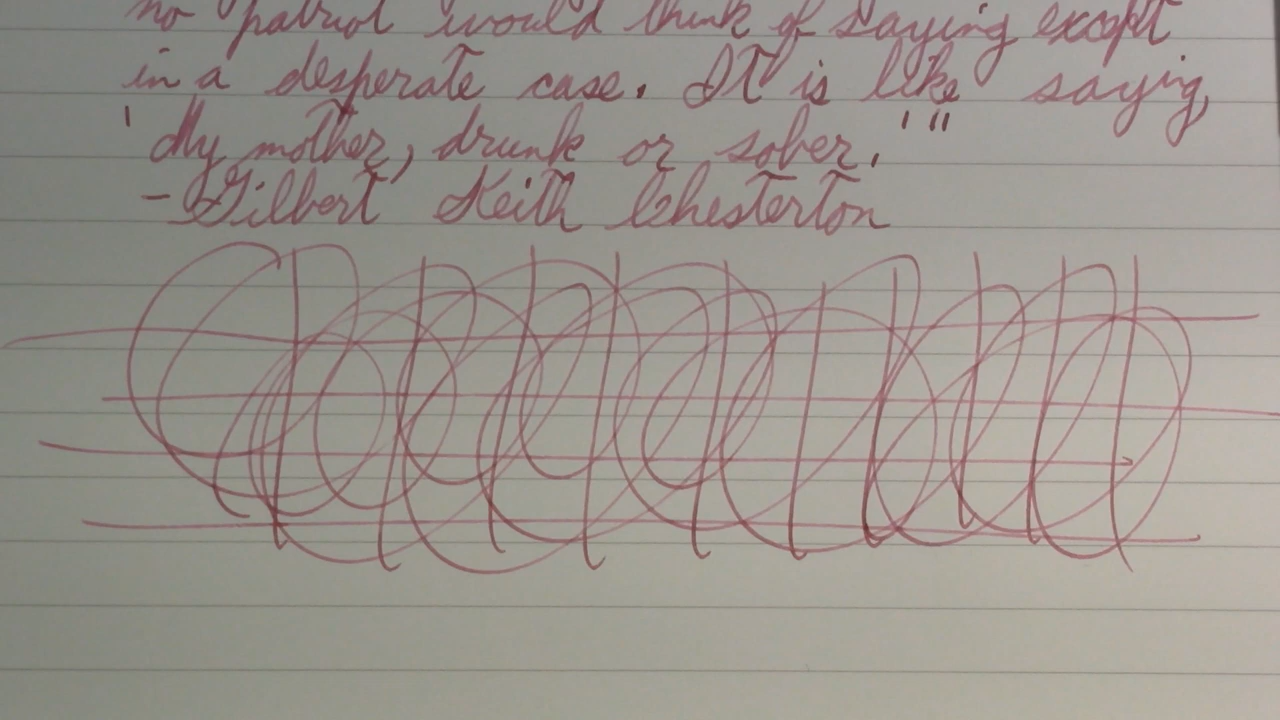 no patriot would think of saying except
in a desperate case. It is like saying,
'My mother, drunk or sober.'"
- Gilbert Keith Chesterton